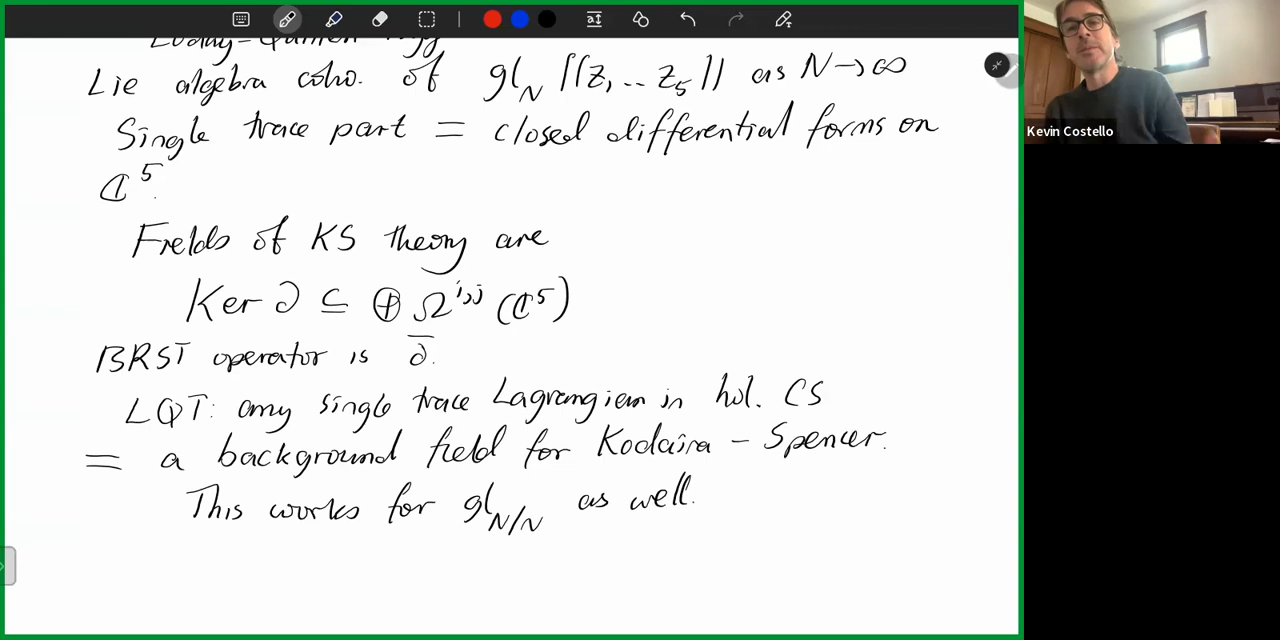 Loday-Quillen
Lie algebra coho. of gl_N [[z, .. z_5]] as N → ∞
Kevin Costello
Single trace part = closed differential forms on
ℂ^5.
Fields of KS theory are
Ker ∂ ⊆ ⊕ Ω^{i,j} (ℂ^5)
BRST operator is ∂̄.
LQT: any single trace Lagrangian in hol. CS
= a background field for Kodaira - Spencer.
This works for gl_{N/N} as well.